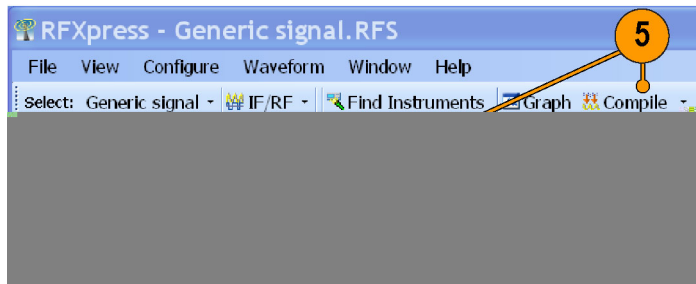 RFXpress - Generic signal.RFS
5
File View Configure Waveform Window Help
Select: Generic signal IF/RF Find Instruments Graph Compile